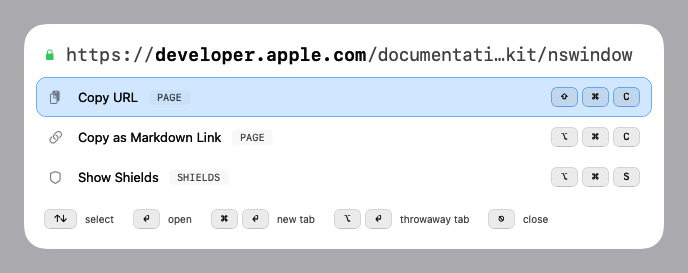 https://developer.apple.com/documentati…kit/nswindow
Copy URL PAGE ⇧ ⌘ C
Copy as Markdown Link PAGE ⌥ ⌘ C
Show Shields SHIELDS ⌥ ⌘ S
↑↓ select ↵ open ⌘ ↵ new tab ⌥ ↵ throwaway tab ⎋ close